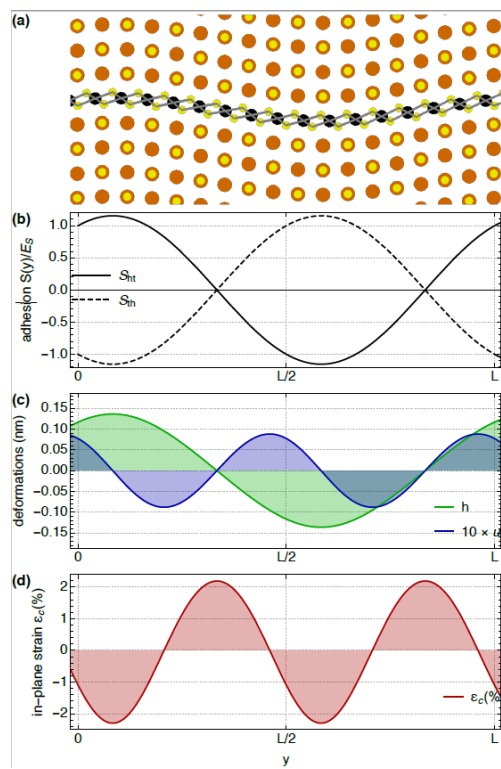 (a)
(b)
adhesion S(y)/E_S
1.0
0.5
0.0
−0.5
−1.0
S_ht
S_th
0
L/2
L
(c)
deformations (nm)
0.15
0.10
0.05
0.00
−0.05
−0.10
−0.15
h
10 × u
0
L/2
L
(d)
in-plane strain ε_c(%)
2
1
0
−1
−2
ε_c(%
0
L/2
L
y